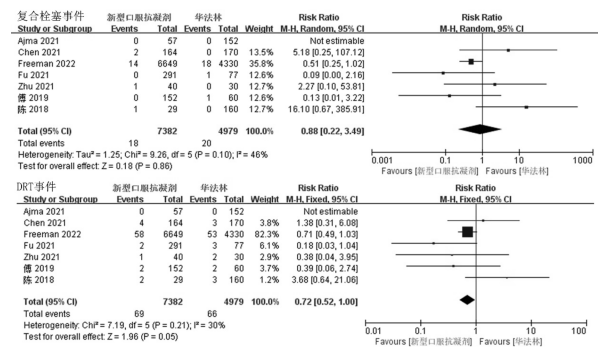 复合栓塞事件 新型口服抗凝剂 华法林 Risk Ratio Risk Ratio
Study or Subgroup Events Total Events Total Weight M-H, Random, 95% CI M-H, Random, 95% CI
Ajma 2021 0 57 0 152 Not estimable
Chen 2021 2 164 0 170 13.5% 5.18 [0.25, 107.12]
Freeman 2022 14 6649 18 4330 35.8% 0.51 [0.25, 1.02]
Fu 2021 0 291 1 77 12.6% 0.09 [0.00, 2.16]
Zhu 2021 1 40 0 30 12.7% 2.27 [0.10, 53.81]
傅 2019 0 152 1 60 12.6% 0.13 [0.01, 3.22]
陈 2018 1 29 0 160 12.6% 16.10 [0.67, 385.91]
Total (95% CI) 7382 4979 100.0% 0.88 [0.22, 3.49]
Total events 18 20
Heterogeneity: Tau² = 1.25; Chi² = 9.26, df = 5 (P = 0.10); I² = 46%
Test for overall effect: Z = 0.18 (P = 0.86)
0.001 0.1 1 10 1000
Favours [新型口服抗凝剂] Favours [华法林]
DRT事件 新型口服抗凝剂 华法林 Risk Ratio Risk Ratio
Study or Subgroup Events Total Events Total Weight M-H, Fixed, 95% CI M-H, Fixed, 95% CI
Ajma 2021 0 57 0 152 Not estimable
Chen 2021 4 164 3 170 3.8% 1.38 [0.31, 6.08]
Freeman 2022 58 6649 53 4330 82.3% 0.71 [0.49, 1.03]
Fu 2021 2 291 3 77 6.1% 0.18 [0.03, 1.04]
Zhu 2021 1 40 2 30 2.9% 0.38 [0.04, 3.95]
傅 2019 2 152 2 60 3.7% 0.39 [0.06, 2.74]
陈 2018 2 29 3 160 1.2% 3.68 [0.64, 21.06]
Total (95% CI) 7382 4979 100.0% 0.72 [0.52, 1.00]
Total events 69 66
Heterogeneity: Chi² = 7.19, df = 5 (P = 0.21); I² = 30%
Test for overall effect: Z = 1.96 (P = 0.05)
0.01 0.1 1 10 100
Favours [新型口服抗凝剂] Favours [华法林]